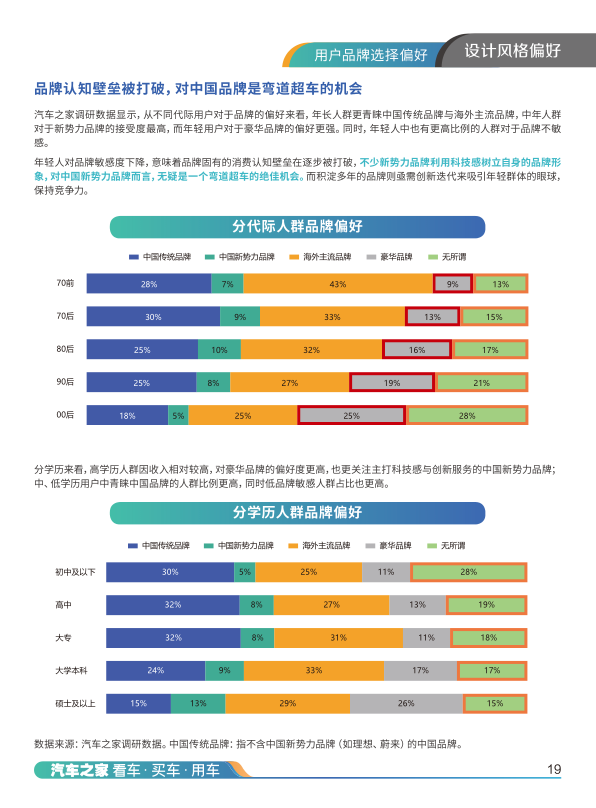 用户品牌选择偏好
设计风格偏好
品牌认知壁垒被打破，对中国品牌是弯道超车的机会
汽车之家调研数据显示，从不同代际用户对于品牌的偏好来看，年长人群更青睐中国传统品牌与海外主流品牌，中年人群
对于新势力品牌的接受度最高，而年轻用户对于豪华品牌的偏好更强。同时，年轻人中也有更高比例的人群对于品牌不敏
感。
年轻人对品牌敏感度下降，意味着品牌固有的消费认知壁垒在逐步被打破，不少新势力品牌利用科技感树立自身的品牌形
象，对中国新势力品牌而言，无疑是一个弯道超车的绝佳机会。而积淀多年的品牌则亟需创新迭代来吸引年轻群体的眼球，
保持竞争力。
分代际人群品牌偏好
中国传统品牌 中国新势力品牌 海外主流品牌 豪华品牌 无所谓
70前 28% 7% 43% 9% 13%
70后 30% 9% 33% 13% 15%
80后 25% 10% 32% 16% 17%
90后 25% 8% 27% 19% 21%
00后 18% 5% 25% 25% 28%
分学历来看，高学历人群因收入相对较高，对豪华品牌的偏好度更高，也更关注主打科技感与创新服务的中国新势力品牌；
中、低学历用户中青睐中国品牌的人群比例更高，同时低品牌敏感人群占比也更高。
分学历人群品牌偏好
中国传统品牌 中国新势力品牌 海外主流品牌 豪华品牌 无所谓
初中及以下 30% 5% 25% 11% 28%
高中 32% 8% 27% 13% 19%
大专 32% 8% 31% 11% 18%
大学本科 24% 9% 33% 17% 17%
硕士及以上 15% 13% 29% 26% 15%
数据来源：汽车之家调研数据。中国传统品牌：指不含中国新势力品牌（如理想、蔚来）的中国品牌。
汽车之家 看车·买车·用车
19